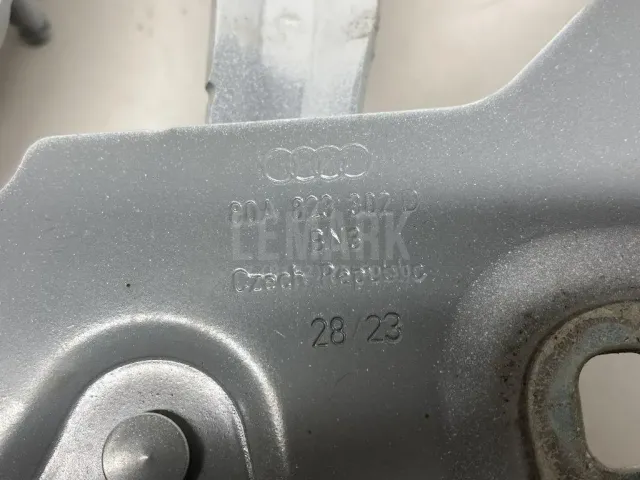 80A 823 302 D
LEMARK
Czech Republic
28/23